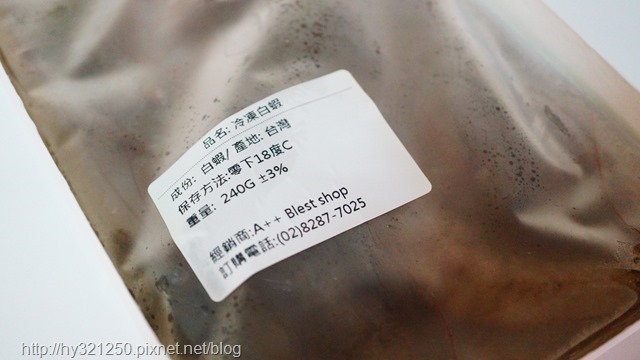 品名: 冷凍白蝦
成份: 白蝦/ 產地: 台灣
保存方法:零下18度C
重量: 240G ±3%
經銷商:A++ Blest shop
訂購電話:(02)8287-7025
http://hy321250.pixnet.net/blog